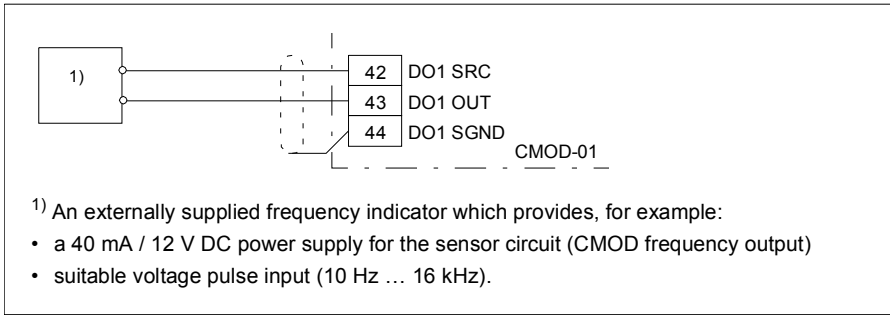 1)
42 DO1 SRC
43 DO1 OUT
44 DO1 SGND
CMOD-01
1) An externally supplied frequency indicator which provides, for example:
• a 40 mA / 12 V DC power supply for the sensor circuit (CMOD frequency output)
• suitable voltage pulse input (10 Hz … 16 kHz).